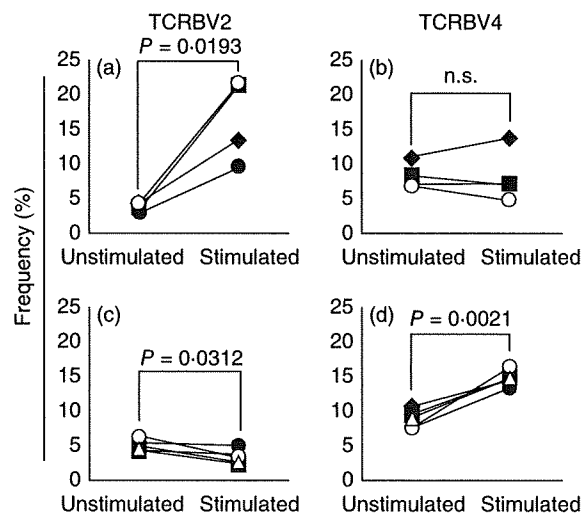 TCRBV2
TCRBV4
Frequency (%)
(a)
P = 0·0193
25
20
15
10
5
0
Unstimulated Stimulated
(b)
n.s.
25
20
15
10
5
0
Unstimulated Stimulated
(c)
P = 0·0312
25
20
15
10
5
0
Unstimulated Stimulated
(d)
P = 0·0021
25
20
15
10
5
0
Unstimulated Stimulated